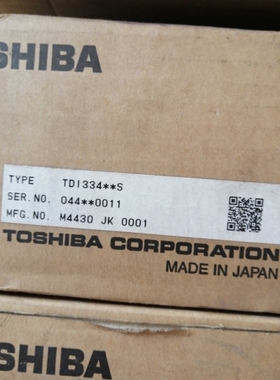 SHIBA
TYPE TDI334**S
SER.NO. 044**0011
MFG.NO. M4430 JK 0001
TOSHIBA CORPORATION
MADE IN JAPAN
SHIBA